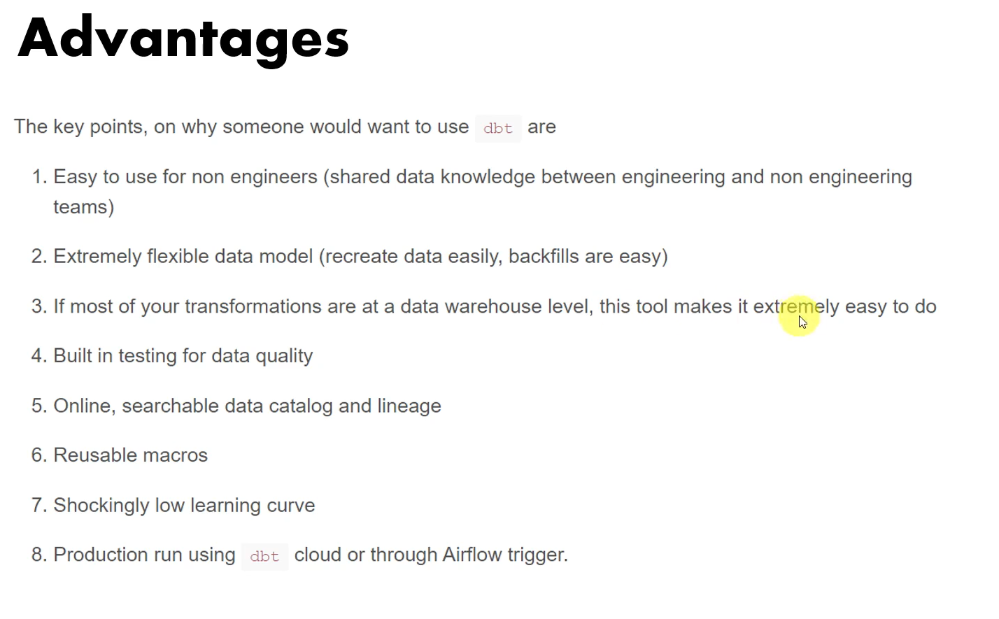 Advantages
The key points, on why someone would want to use dbt are
1. Easy to use for non engineers (shared data knowledge between engineering and non engineering
teams)
2. Extremely flexible data model (recreate data easily, backfills are easy)
3. If most of your transformations are at a data warehouse level, this tool makes it extremely easy to do
4. Built in testing for data quality
5. Online, searchable data catalog and lineage
6. Reusable macros
7. Shockingly low learning curve
8. Production run using dbt cloud or through Airflow trigger.